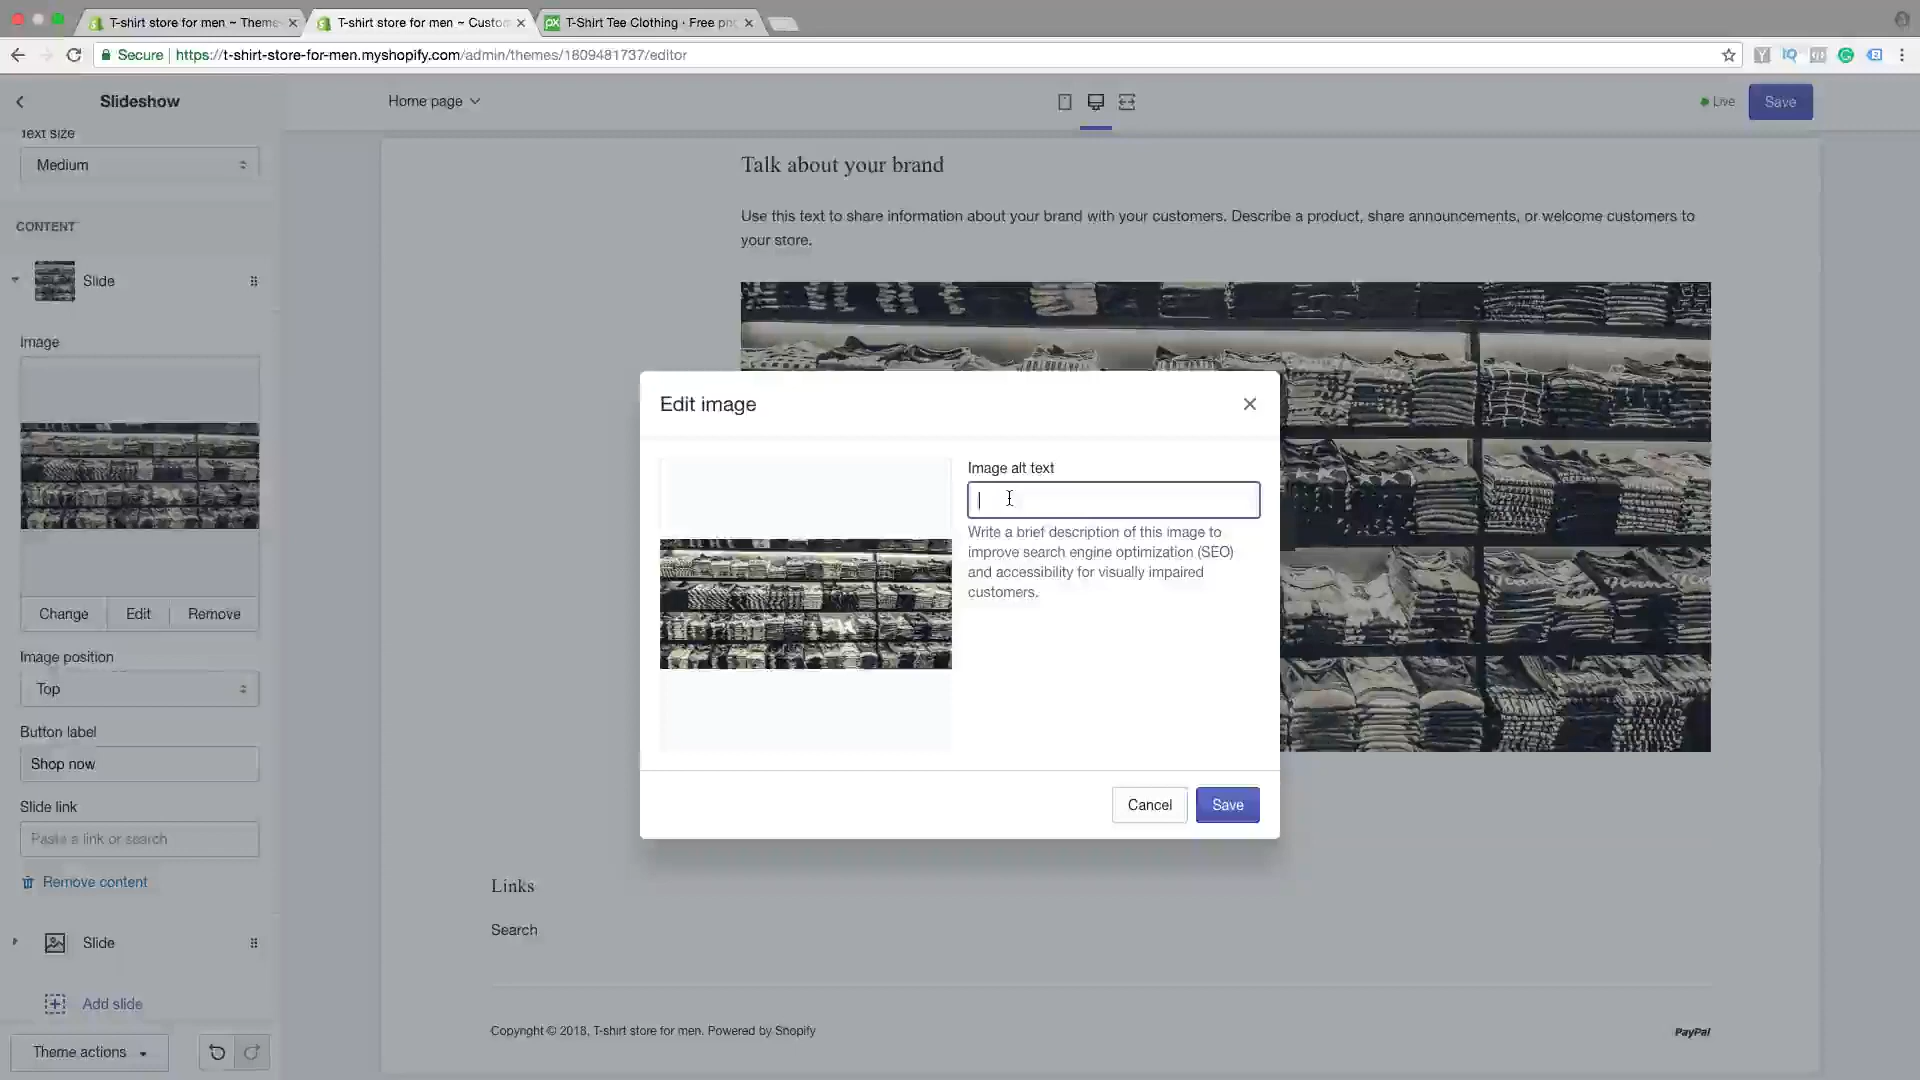 T-shirt store for men ~ Theme
T-shirt store for men ~ Custom
T-Shirt Tee Clothing · Free pho
Secure
https://t-shirt-store-for-men.myshopify.com/admin/themes/1609481737/editor
Slideshow
Home page
Live
Save
Text size
Medium
CONTENT
Slide
Image
Change
Edit
Remove
Image position
Top
Button label
Shop now
Slide link
Paste a link or search
Remove content
Slide
Add slide
Theme actions
Talk about your brand
Use this text to share information about your brand with your customers. Describe a product, share announcements, or welcome customers to
your store.
Edit image
Image alt text
Write a brief description of this image to
improve search engine optimization (SEO)
and accessibility for visually impaired
customers.
Cancel
Save
Links
Search
Copyright © 2018, T-shirt store for men. Powered by Shopify
PayPal